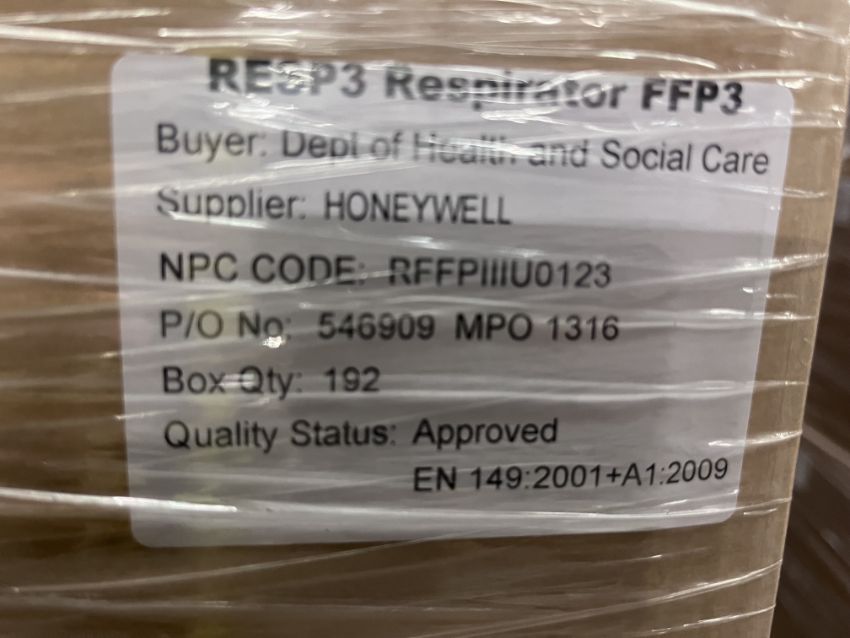 RESP3 Respirator FFP3
Buyer: Dept of Health and Social Care
Supplier: HONEYWELL
NPC CODE: RFFPIIIU0123
P/O No: 546909 MPO 1316
Box Qty: 192
Quality Status: Approved
EN 149:2001+A1:2009